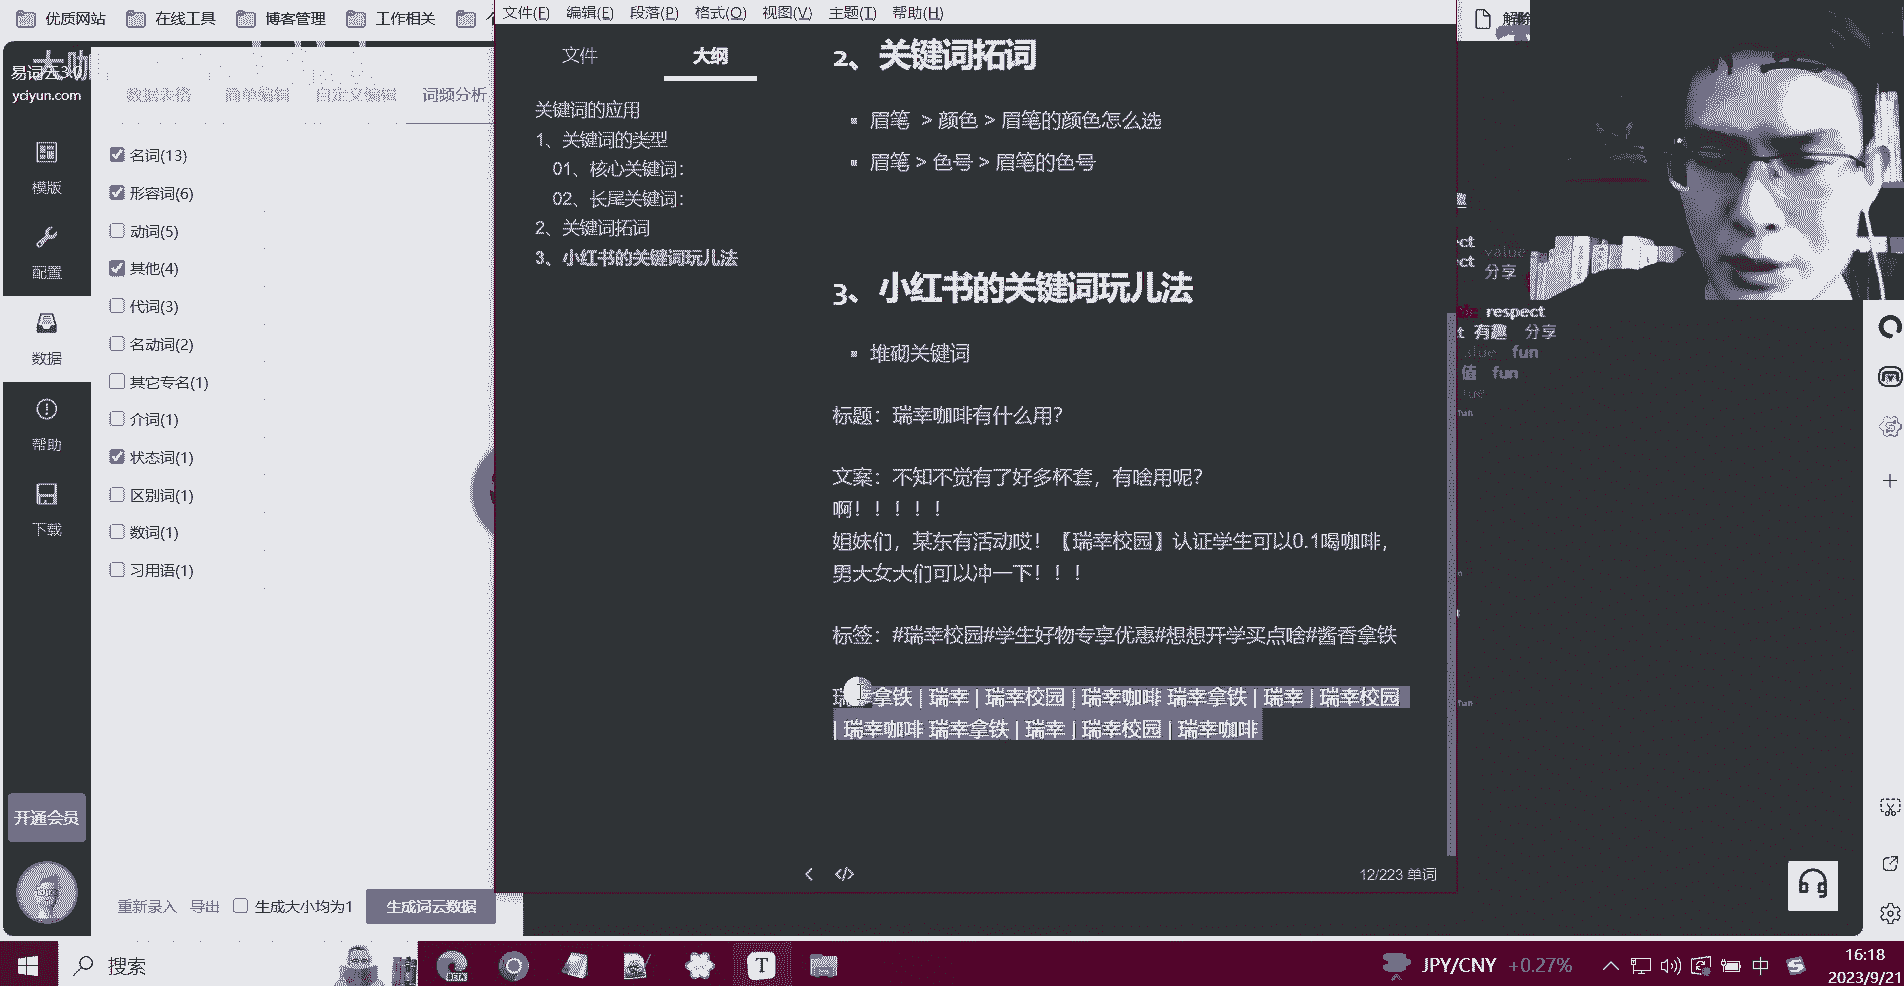 优质网站
在线工具
博客管理
工作相关
易词云3.0
yciyun.com
模版
配置
数据
帮助
下载
开通会员
数据表格
简单编辑
自定义编辑
词频分析
名词(13)
形容词(6)
动词(5)
其他(4)
代词(3)
名动词(2)
其它专名(1)
介词(1)
状态词(1)
区别词(1)
数词(1)
习用语(1)
重新录入
导出
生成大小均为1
生成词云数据
文件(F) 编辑(E) 段落(P) 格式(O) 视图(V) 主题(T) 帮助(H)
文件
大纲
关键词的应用
1、关键词的类型
01、核心关键词：
02、长尾关键词：
2、关键词拓词
3、小红书的关键词玩儿法
2、关键词拓词
眉笔 > 颜色 > 眉笔的颜色怎么选
眉笔 > 色号 > 眉笔的色号
3、小红书的关键词玩儿法
堆砌关键词
标题：瑞幸咖啡有什么用？
文案：不知不觉有了好多杯套，有啥用呢？
啊！！！！！
姐妹们，某东有活动哎！【瑞幸校园】认证学生可以0.1喝咖啡，
男大女大们可以冲一下！！！
标签：#瑞幸校园#学生好物专享优惠#想想开学买点啥#酱香拿铁
瑞幸拿铁 | 瑞幸 | 瑞幸校园 | 瑞幸咖啡 瑞幸拿铁 | 瑞幸 | 瑞幸校园
| 瑞幸咖啡 瑞幸拿铁 | 瑞幸 | 瑞幸校园 | 瑞幸咖啡
12/223 单词
解除
value
分享
respect
有趣 分享
fun
值 fun
搜索
JPY/CNY +0.27%
中
16:18
2023/9/21